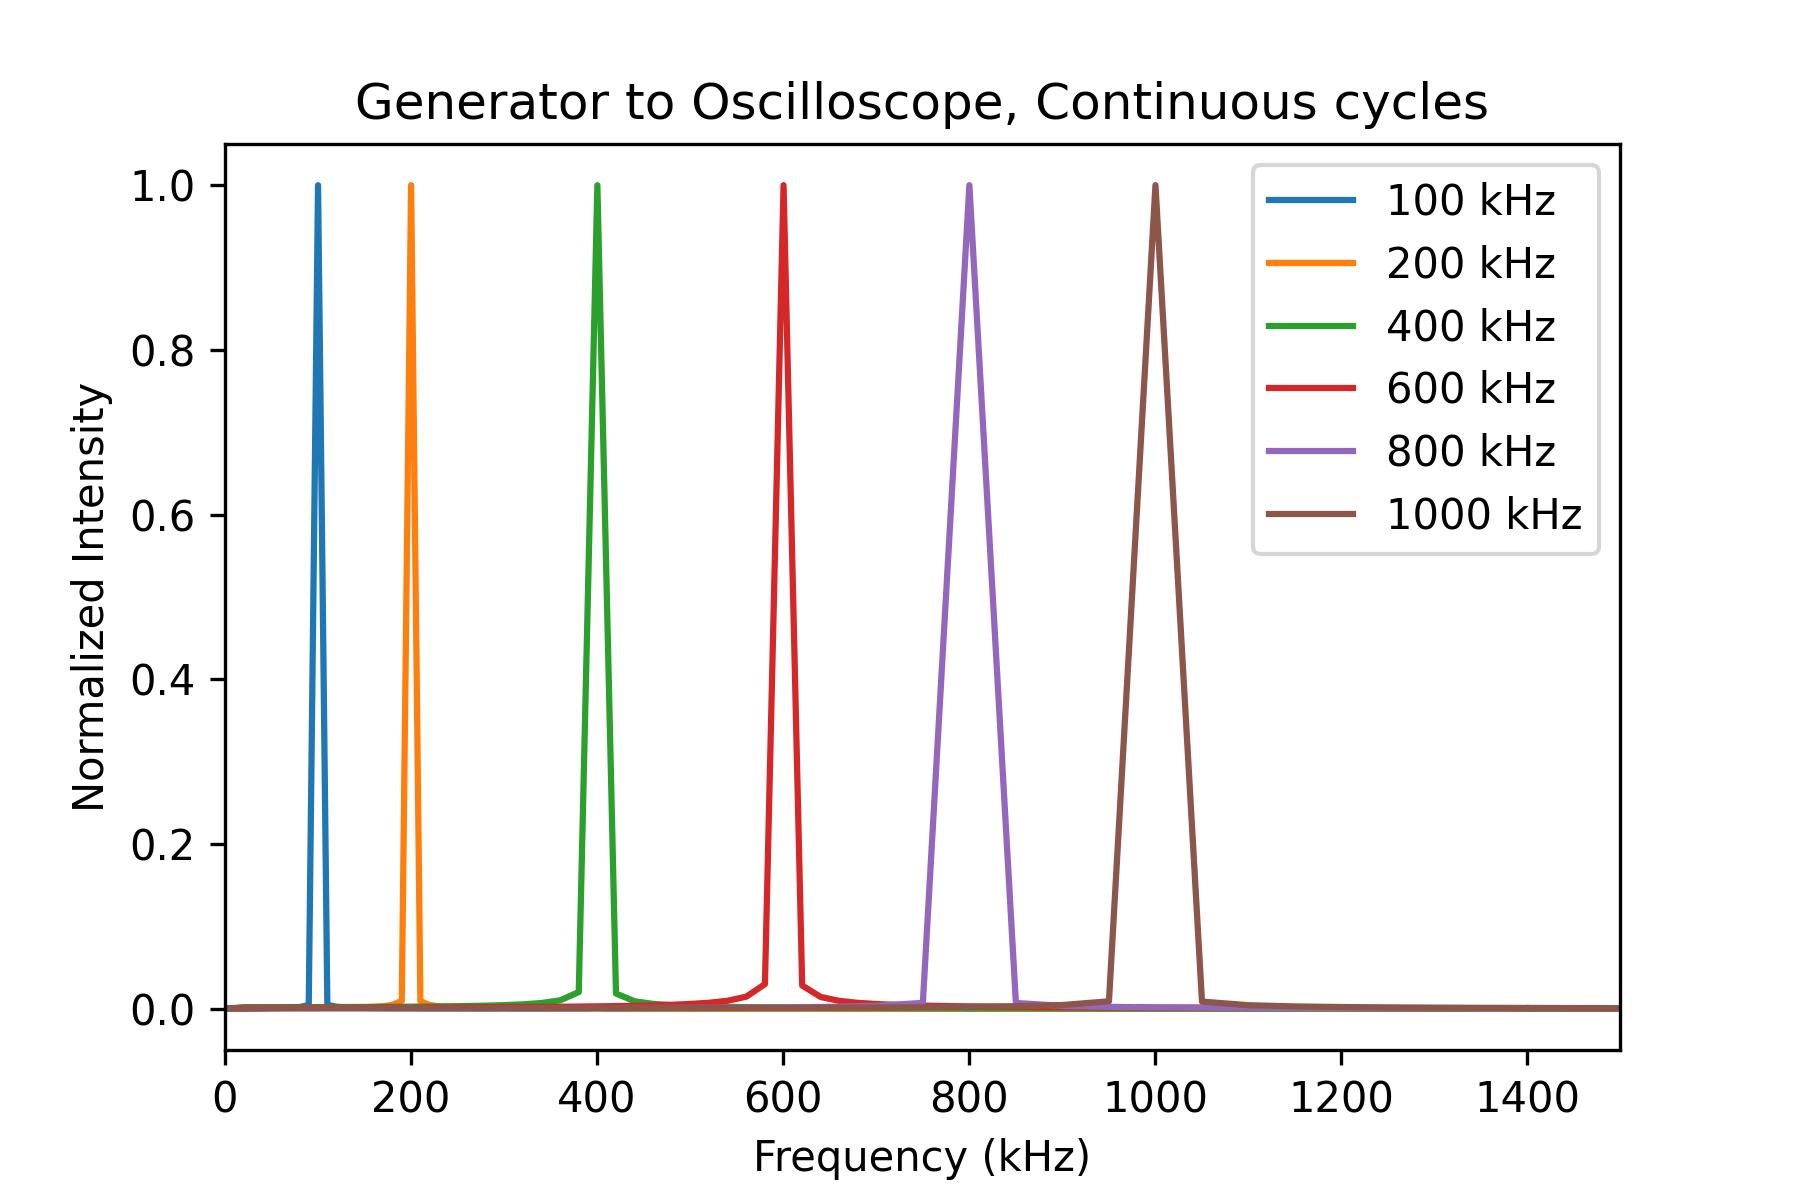 Generator to Oscilloscope, Continuous cycles
1.0
0.8
0.6
0.4
0.2
0.0
Normalized Intensity
100 kHz
200 kHz
400 kHz
600 kHz
800 kHz
1000 kHz
0 200 400 600 800 1000 1200 1400
Frequency (kHz)